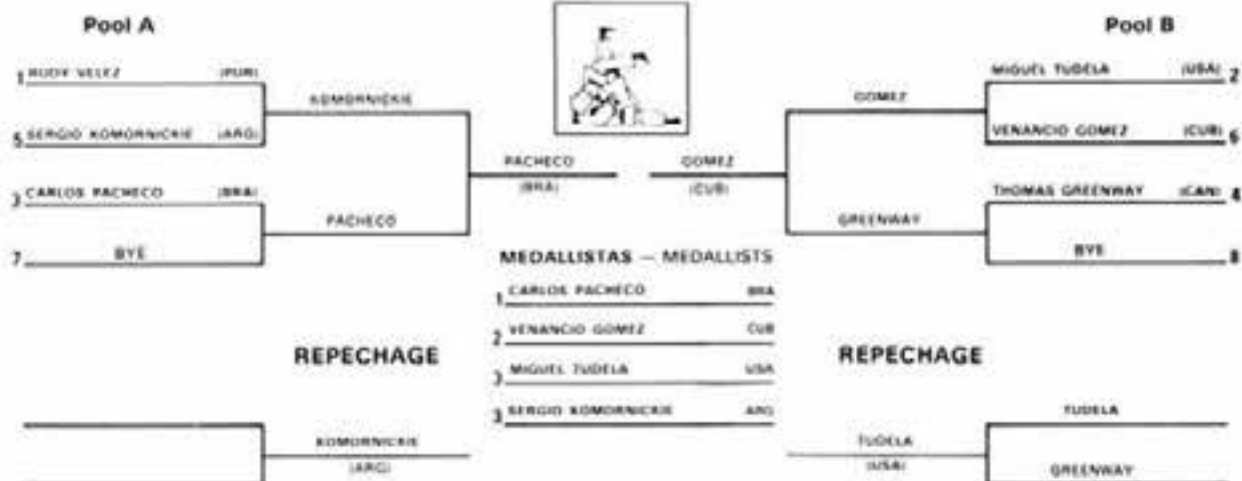 Pool A
Pool B
1 RUDY VELEZ (PUR)
5 SERGIO KOMORNICKIE (ARG)
3 CARLOS PACHECO (BRA)
7 BYE
KOMORNICKIE
PACHECO
PACHECO
(BRA)
GOMEZ
(CUB)
GOMEZ
GREENWAY
MIGUEL TUDELA (USA) 2
VENANCIO GOMEZ (CUB) 6
THOMAS GREENWAY (CAN) 4
BYE 8
MEDALLISTAS — MEDALLISTS
1 CARLOS PACHECO BRA
2 VENANCIO GOMEZ CUB
3 MIGUEL TUDELA USA
3 SERGIO KOMORNICKIE ARG
REPECHAGE
KOMORNICKIE
(ARG)
REPECHAGE
TUDELA
(USA)
TUDELA
GREENWAY